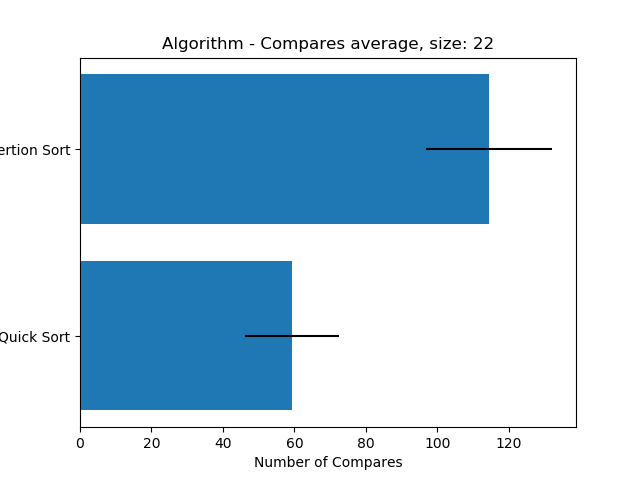 Algorithm - Compares average, size: 22
ertion Sort
Quick Sort
0 20 40 60 80 100 120
Number of Compares